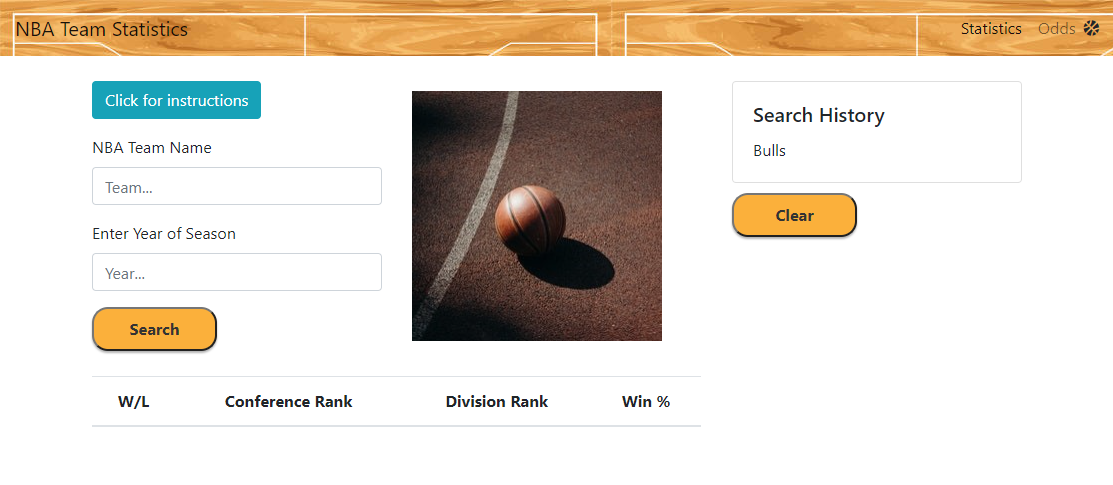 NBA Team Statistics
Statistics Odds
Click for instructions
NBA Team Name
Team...
Enter Year of Season
Year...
Search
Search History
Bulls
Clear
W/L Conference Rank Division Rank Win %